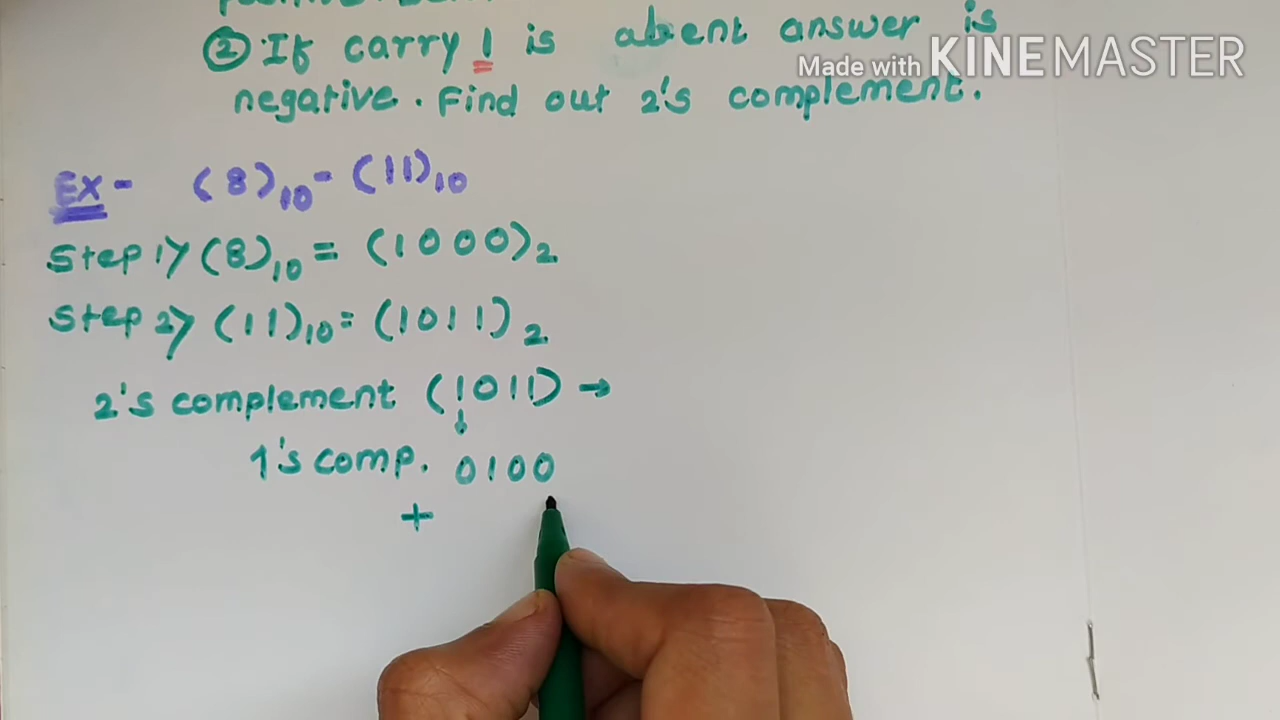 ② If carry 1 is abent answer is
Made with KINEMASTER
negative. Find out 2's complement.
Ex - (8)₁₀ - (11)₁₀
Step 1> (8)₁₀ = (1000)₂
Step 2> (11)₁₀ = (1011)₂
2's complement (1011) →
↓
1's comp. 0100
+